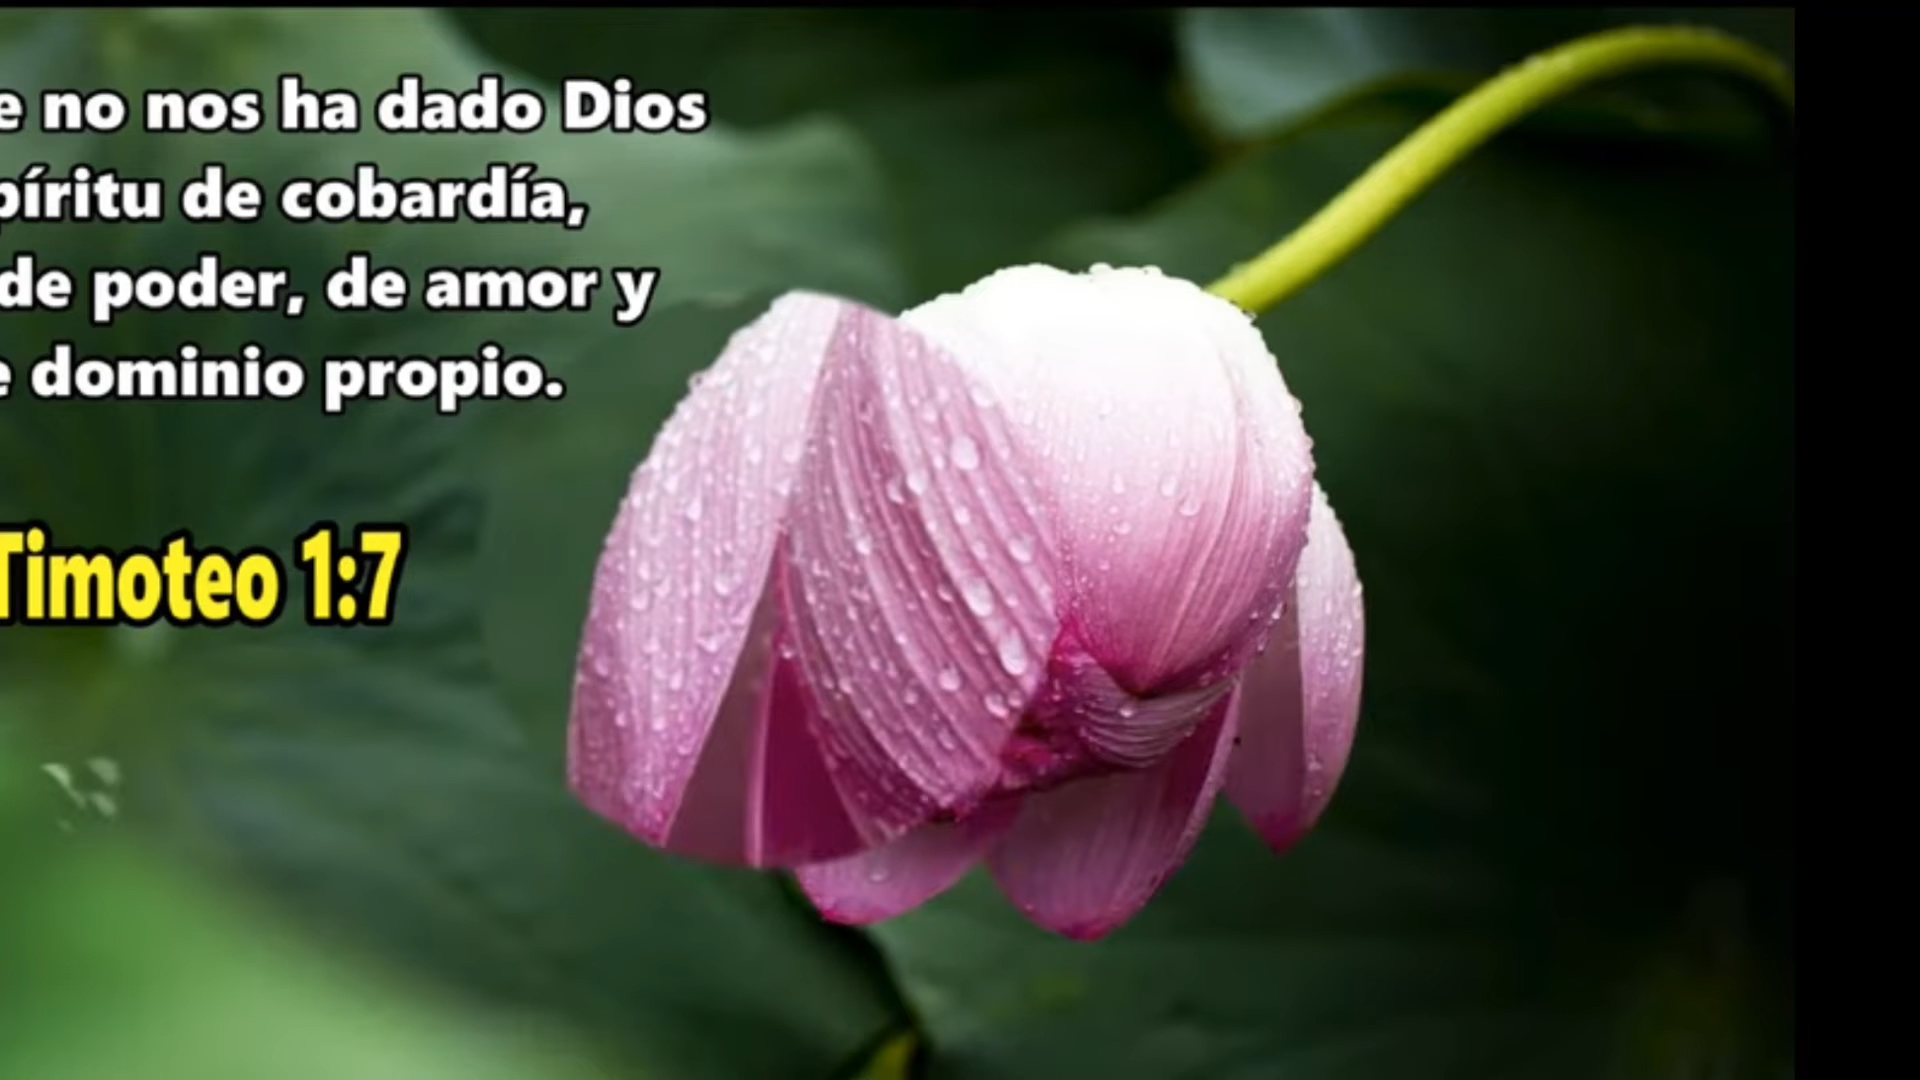 e no nos ha dado Dios
píritu de cobardía,
de poder, de amor y
e dominio propio.
Timoteo 1:7